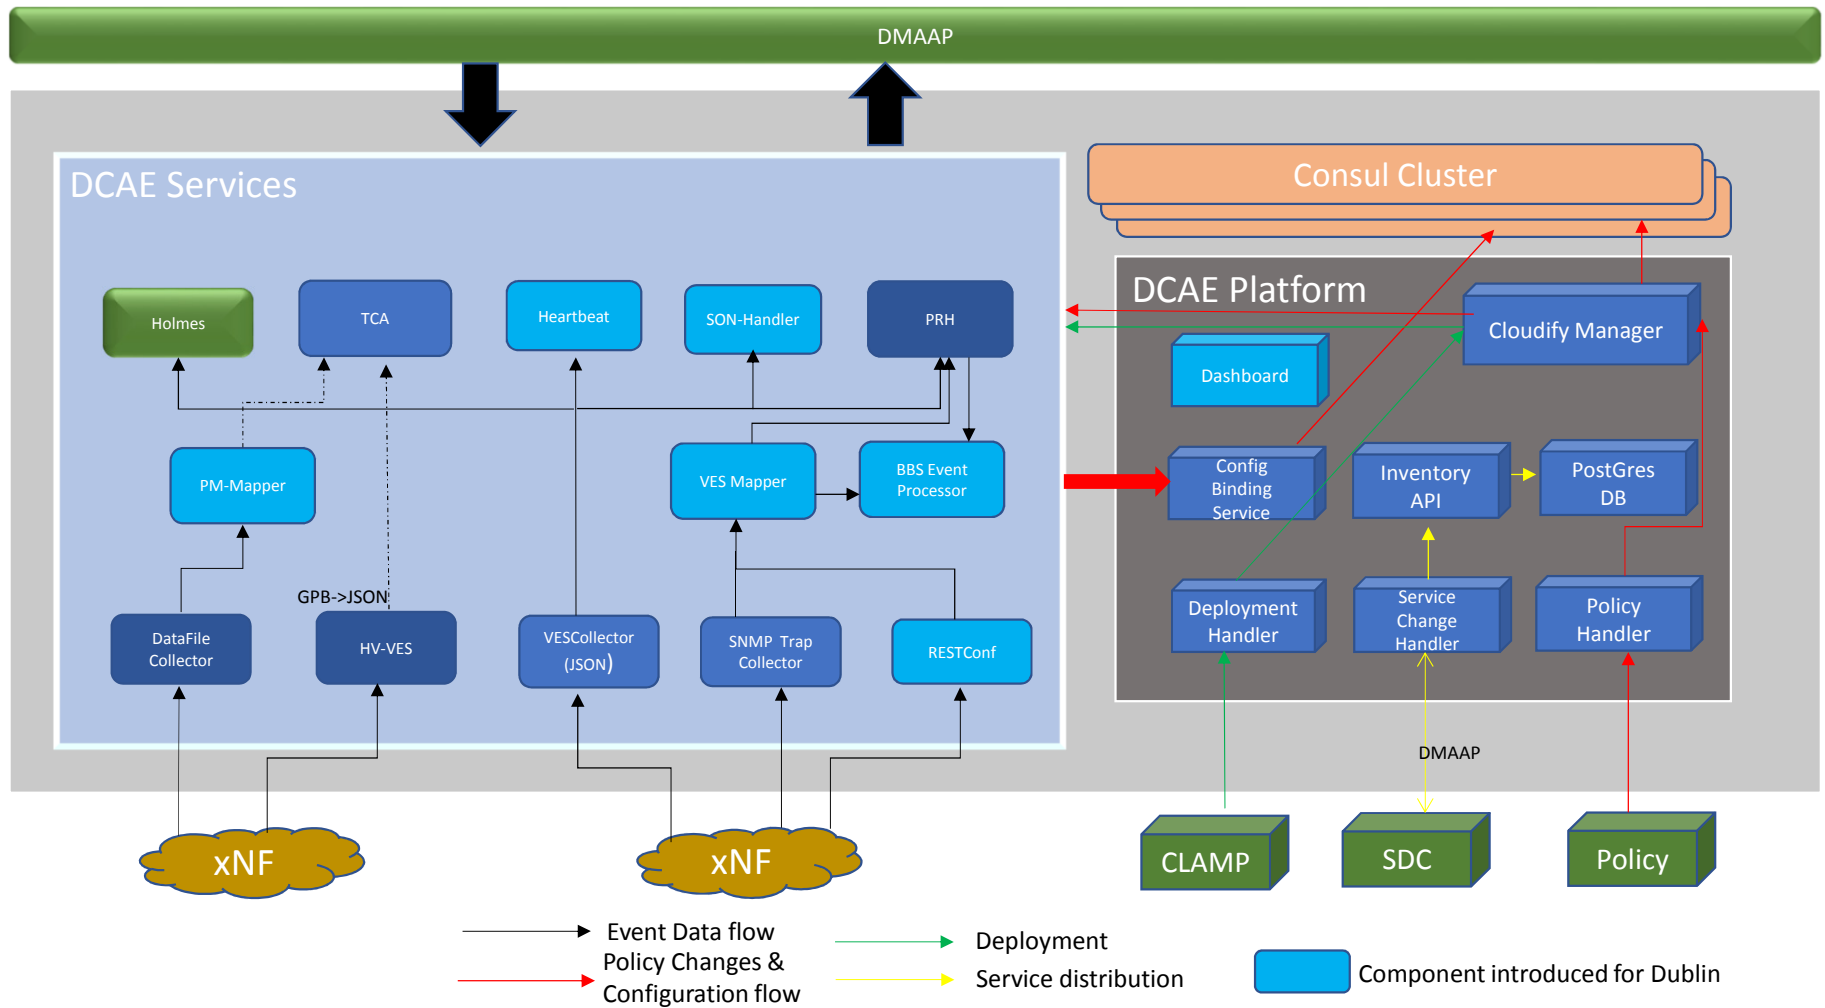 DMAAP
DCAE Services
Consul Cluster
DCAE Platform
Holmes
TCA
Heartbeat
SON-Handler
PRH
Cloudify Manager
Dashboard
PM-Mapper
VES Mapper
BBS Event
Processor
Config
Binding
Service
Inventory
API
PostGres
DB
GPB->JSON
DataFile
Collector
HV-VES
VESCollector
(JSON)
SNMP Trap
Collector
RESTConf
Deployment
Handler
Service
Change
Handler
Policy
Handler
DMAAP
xNF
xNF
CLAMP
SDC
Policy
Event Data flow
Policy Changes &
Configuration flow
Deployment
Service distribution
Component introduced for Dublin